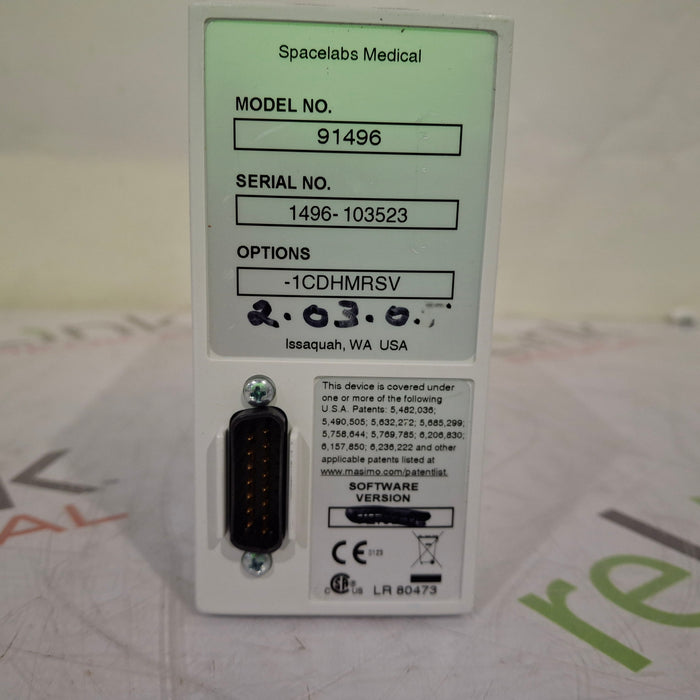 Spacelabs Medical
MODEL NO.
91496
SERIAL NO.
1496-103523
OPTIONS
-1CDHMRSV
2.03.0
Issaquah, WA USA
This device is covered under
one or more of the following
U.S.A. Patents: 5,482,036;
5,490,505; 5,632,272; 5,685,299;
5,758,644; 5,769,785; 6,206,830;
6,157,850; 6,236,222 and other
applicable patents listed at
www.masimo.com/patentlist.
SOFTWARE
VERSION
CE 0123
C US
LR 80473